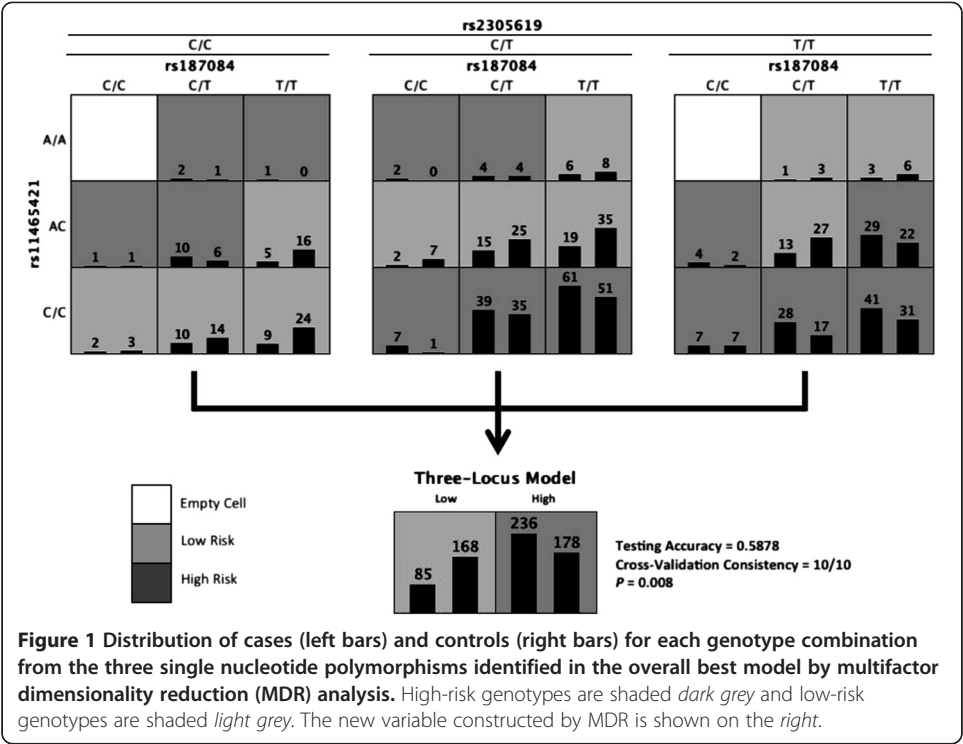 rs2305619
C/C C/T T/T
rs187084 rs187084 rs187084
C/C C/T T/T C/C C/T T/T C/C C/T T/T
rs11465421
A/A
2 1 1 0 2 0 4 4 6 8 1 3 3 6
AC
1 1 10 6 5 16 2 7 15 25 19 35 4 2 13 27 29 22
C/C
2 3 10 14 9 24 7 1 39 35 61 51 7 7 28 17 41 31
Three-Locus Model
Low High
85 168 236 178
Empty Cell
Low Risk
High Risk
Testing Accuracy = 0.5878
Cross-Validation Consistency = 10/10
P = 0.008
Figure 1 Distribution of cases (left bars) and controls (right bars) for each genotype combination
from the three single nucleotide polymorphisms identified in the overall best model by multifactor
dimensionality reduction (MDR) analysis. High-risk genotypes are shaded dark grey and low-risk
genotypes are shaded light grey. The new variable constructed by MDR is shown on the right.